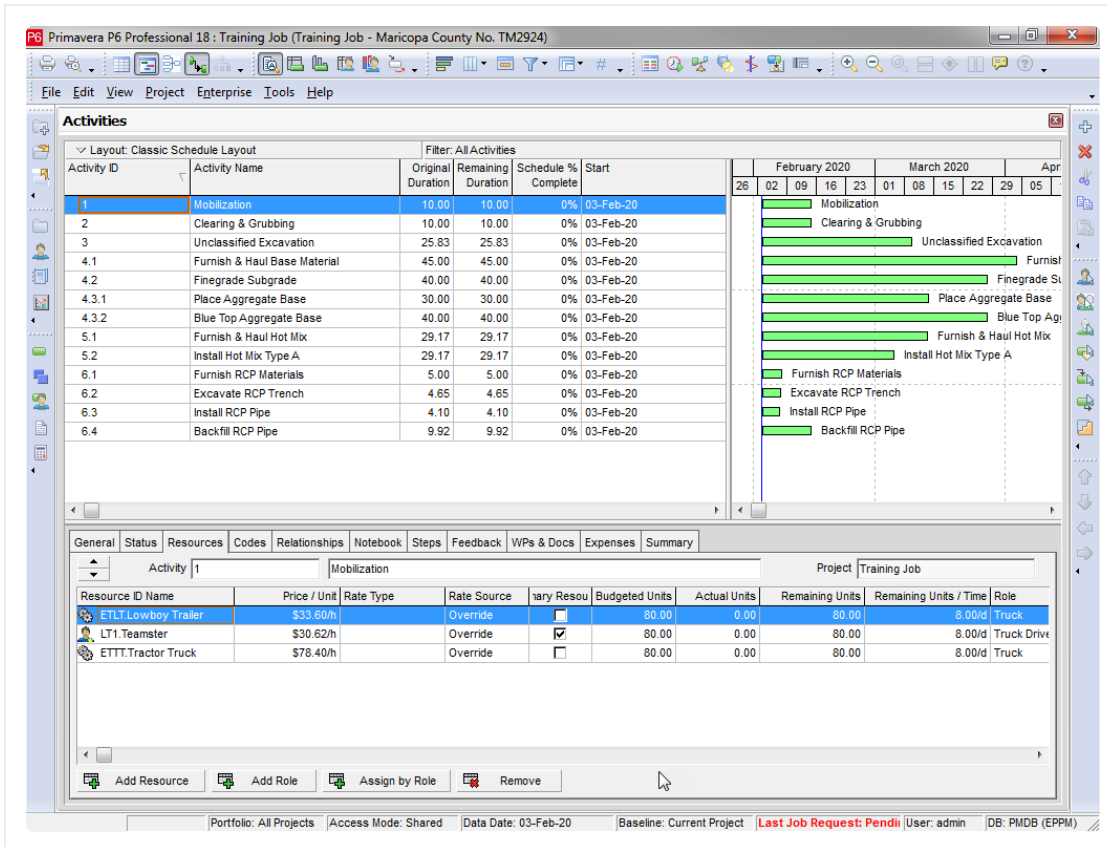 P6 Primavera P6 Professional 18 : Training Job (Training Job - Maricopa County No. TM2924)
File Edit View Project Enterprise Tools Help
Activities
Layout: Classic Schedule Layout Filter: All Activities
Activity ID Activity Name Original Duration Remaining Duration Schedule % Complete Start
February 2020 March 2020 Apr
26 02 09 16 23 01 08 15 22 29 05
1 Mobilization 10.00 10.00 0% 03-Feb-20 Mobilization
2 Clearing & Grubbing 10.00 10.00 0% 03-Feb-20 Clearing & Grubbing
3 Unclassified Excavation 25.83 25.83 0% 03-Feb-20 Unclassified Excavation
4.1 Furnish & Haul Base Material 45.00 45.00 0% 03-Feb-20 Furnish
4.2 Finegrade Subgrade 40.00 40.00 0% 03-Feb-20 Finegrade Su
4.3.1 Place Aggregate Base 30.00 30.00 0% 03-Feb-20 Place Aggregate Base
4.3.2 Blue Top Aggregate Base 40.00 40.00 0% 03-Feb-20 Blue Top Agg
5.1 Furnish & Haul Hot Mix 29.17 29.17 0% 03-Feb-20 Furnish & Haul Hot Mix
5.2 Install Hot Mix Type A 29.17 29.17 0% 03-Feb-20 Install Hot Mix Type A
6.1 Furnish RCP Materials 5.00 5.00 0% 03-Feb-20 Furnish RCP Materials
6.2 Excavate RCP Trench 4.65 4.65 0% 03-Feb-20 Excavate RCP Trench
6.3 Install RCP Pipe 4.10 4.10 0% 03-Feb-20 Install RCP Pipe
6.4 Backfill RCP Pipe 9.92 9.92 0% 03-Feb-20 Backfill RCP Pipe
General Status Resources Codes Relationships Notebook Steps Feedback WPs & Docs Expenses Summary
Activity 1 Mobilization Project Training Job
Resource ID Name Price / Unit Rate Type Rate Source nary Resou Budgeted Units Actual Units Remaining Units Remaining Units / Time Role
ETLT.Lowboy Trailer $33.60/h Override 80.00 0.00 80.00 8.00/d Truck
LT1.Teamster $30.62/h Override 80.00 0.00 80.00 8.00/d Truck Drive
ETTT.Tractor Truck $78.40/h Override 80.00 0.00 80.00 8.00/d Truck
Add Resource Add Role Assign by Role Remove
Portfolio: All Projects Access Mode: Shared Data Date: 03-Feb-20 Baseline: Current Project Last Job Request: Pendi User: admin DB: PMDB (EPPM)